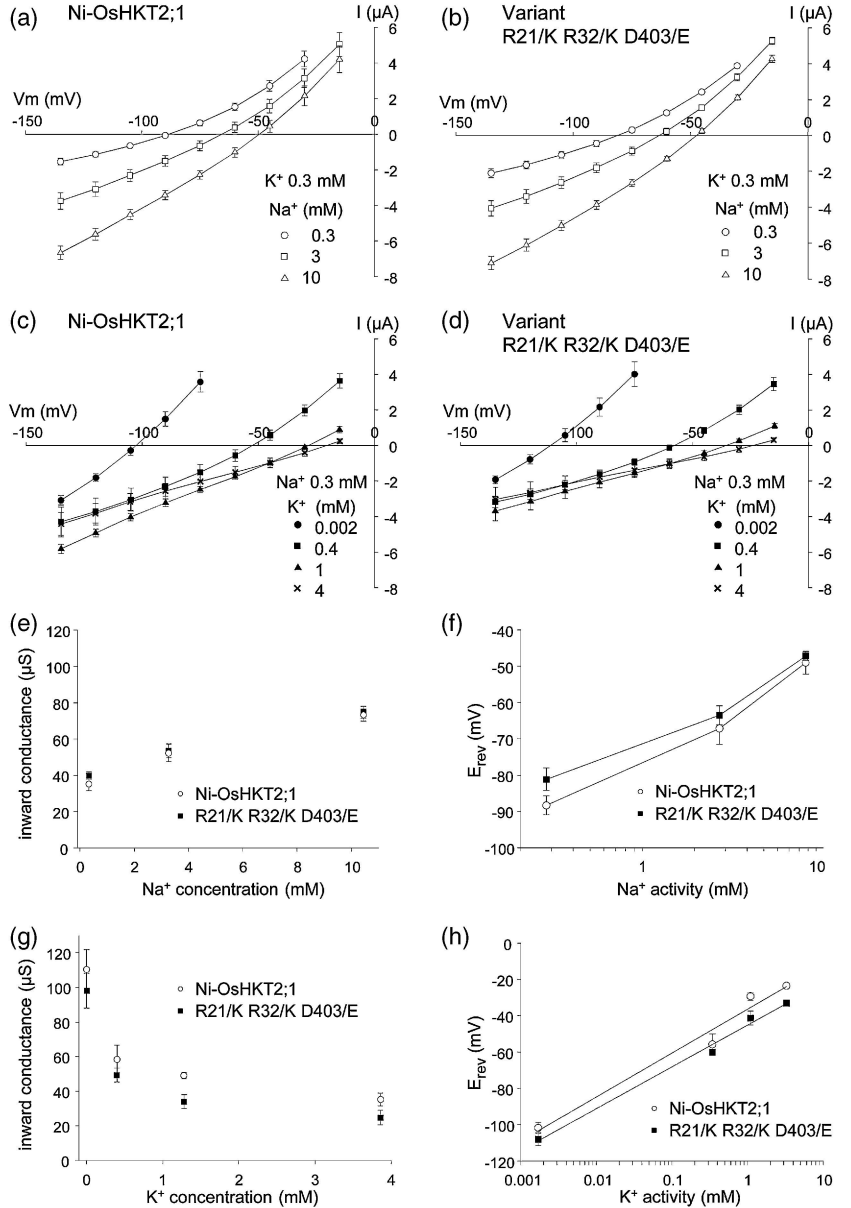 (a) Ni-OsHKT2;1 I (µA)
6
4
2
Vm (mV)
-150 -100 -50 0
0
-2
-4
-6
-8
K⁺ 0.3 mM
Na⁺ (mM)
0.3
3
10
(b) Variant I (µA)
R21/K R32/K D403/E
6
4
2
Vm (mV)
-150 -100 -50 0
0
-2
-4
-6
-8
K⁺ 0.3 mM
Na⁺ (mM)
0.3
3
10
(c) Ni-OsHKT2;1 I (µA)
6
4
2
Vm (mV)
-150 -100 -50 0
0
-2
-4
-6
-8
Na⁺ 0.3 mM
K⁺ (mM)
0.002
0.4
1
4
(d) Variant I (µA)
R21/K R32/K D403/E
6
4
2
Vm (mV)
-150 -100 -50 0
0
-2
-4
-6
-8
Na⁺ 0.3 mM
K⁺ (mM)
0.002
0.4
1
4
(e)
inward conductance (µS)
120
100
80
60
40
20
0
Ni-OsHKT2;1
R21/K R32/K D403/E
0 2 4 6 8 10
Na⁺ concentration (mM)
(f)
Erev (mV)
-40
-50
-60
-70
-80
-90
-100
Ni-OsHKT2;1
R21/K R32/K D403/E
1 10
Na⁺ activity (mM)
(g)
inward conductance (µS)
120
100
80
60
40
20
0
Ni-OsHKT2;1
R21/K R32/K D403/E
0 1 2 3 4
K⁺ concentration (mM)
(h)
Erev (mV)
0
-20
-40
-60
-80
-100
-120
Ni-OsHKT2;1
R21/K R32/K D403/E
0.001 0.01 0.1 1 10
K⁺ activity (mM)